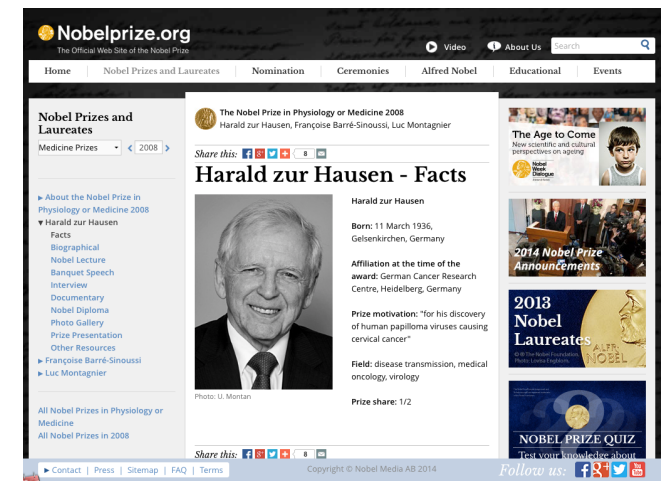 Nobelprize.org
The Official Web Site of the Nobel Prize
Video
About Us
Search
Home
Nobel Prizes and Laureates
Nomination
Ceremonies
Alfred Nobel
Educational
Events
Nobel Prizes and
Laureates
Medicine Prizes
2008
About the Nobel Prize in
Physiology or Medicine 2008
Harald zur Hausen
Facts
Biographical
Nobel Lecture
Banquet Speech
Interview
Documentary
Nobel Diploma
Photo Gallery
Prize Presentation
Other Resources
Françoise Barré-Sinoussi
Luc Montagnier
All Nobel Prizes in Physiology or
Medicine
All Nobel Prizes in 2008
The Nobel Prize in Physiology or Medicine 2008
Harald zur Hausen, Françoise Barré-Sinoussi, Luc Montagnier
Share this:
8
Harald zur Hausen - Facts
Photo: U. Montan
Harald zur Hausen
Born: 11 March 1936,
Gelsenkirchen, Germany
Affiliation at the time of the
award: German Cancer Research
Centre, Heidelberg, Germany
Prize motivation: "for his discovery
of human papilloma viruses causing
cervical cancer"
Field: disease transmission, medical
oncology, virology
Prize share: 1/2
Share this:
8
The Age to Come
New scientific and cultural
perspectives on ageing
Nobel
Week
Dialogue
2014 Nobel Prize
Announcements
2013
Nobel
Laureates
© ® The Nobel Foundation
Photo: Lovisa Engblom.
ALFR.
NOBEL
NOBEL PRIZE QUIZ
Test your knowledge about
Contact | Press | Sitemap | FAQ | Terms
Copyright © Nobel Media AB 2014
Follow us: